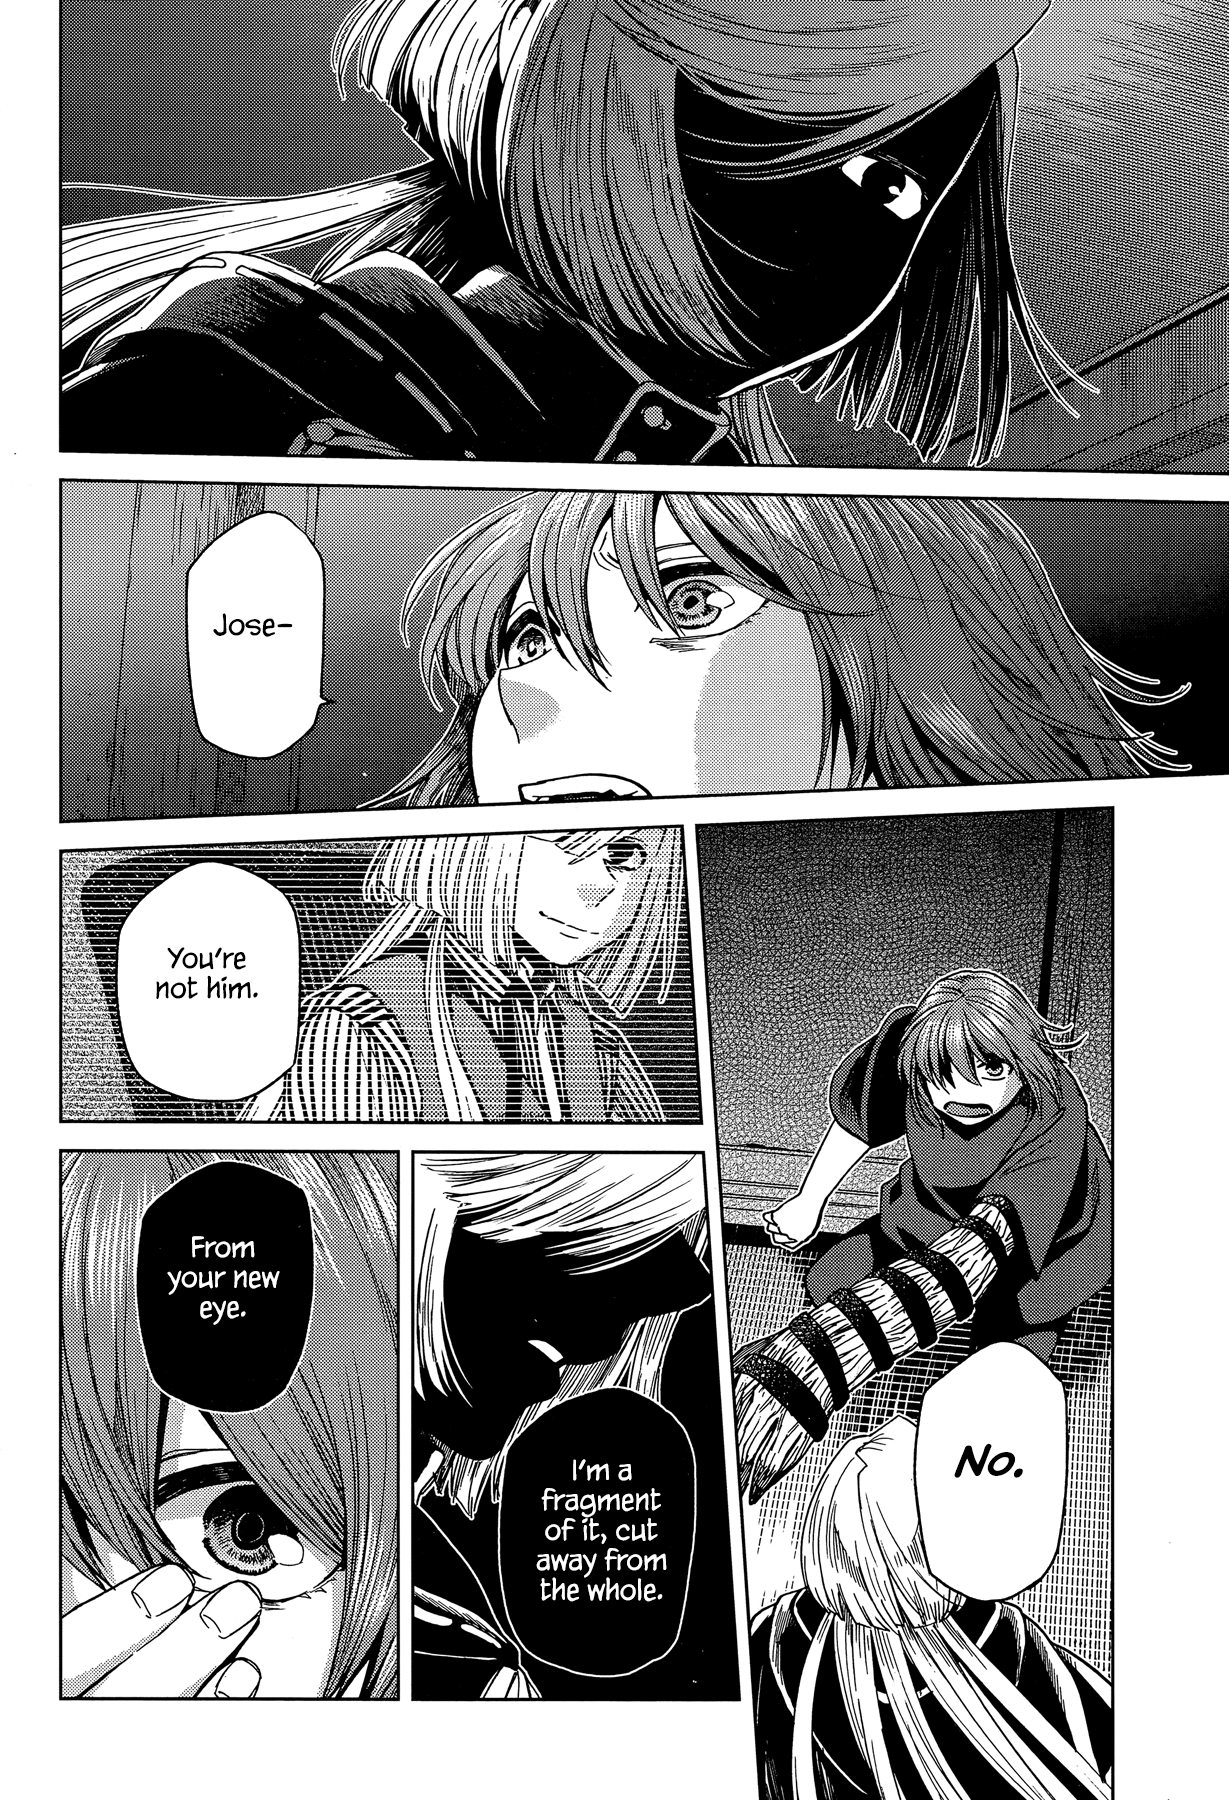 Jose-
No.
You're
not him.
I'm a
fragment
of it, cut
away from
the whole.
From
your new
eye.